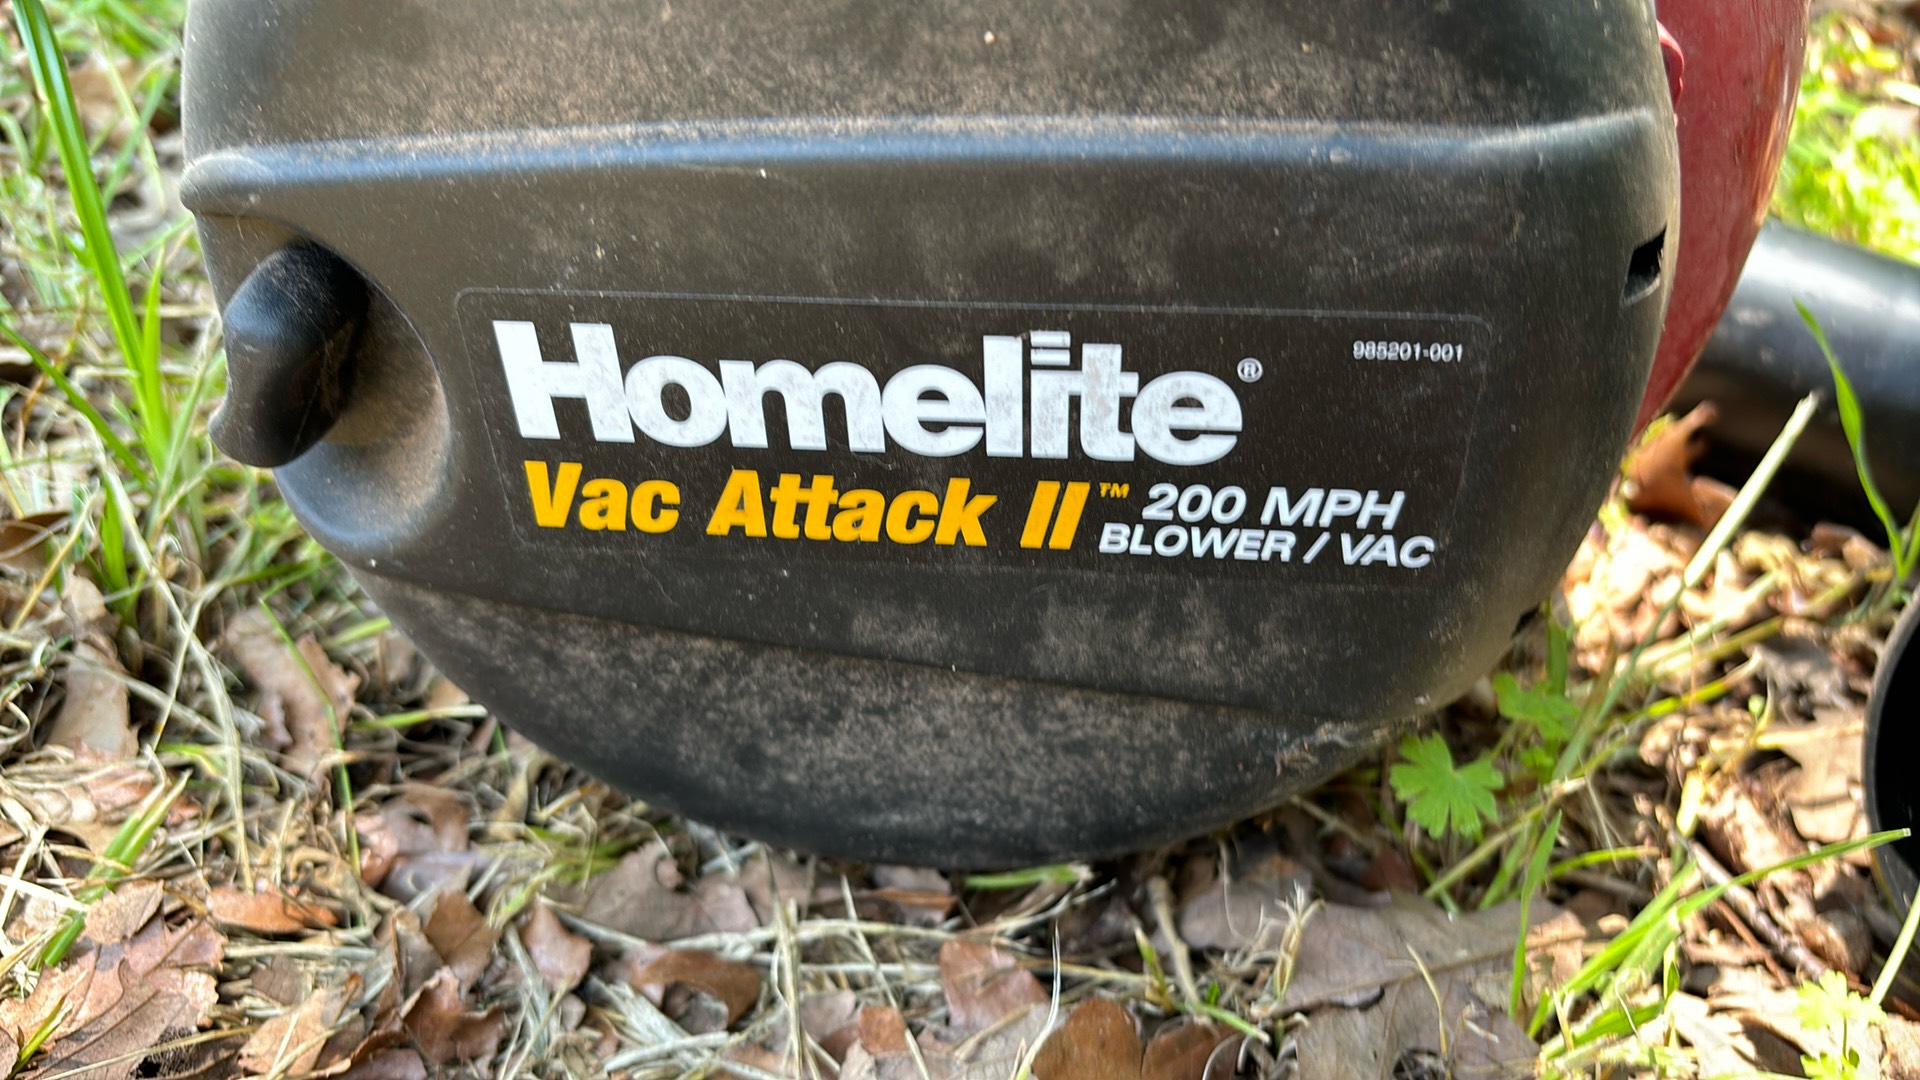 Homelite®
985201-001
Vac Attack II™ 200 MPH
BLOWER / VAC